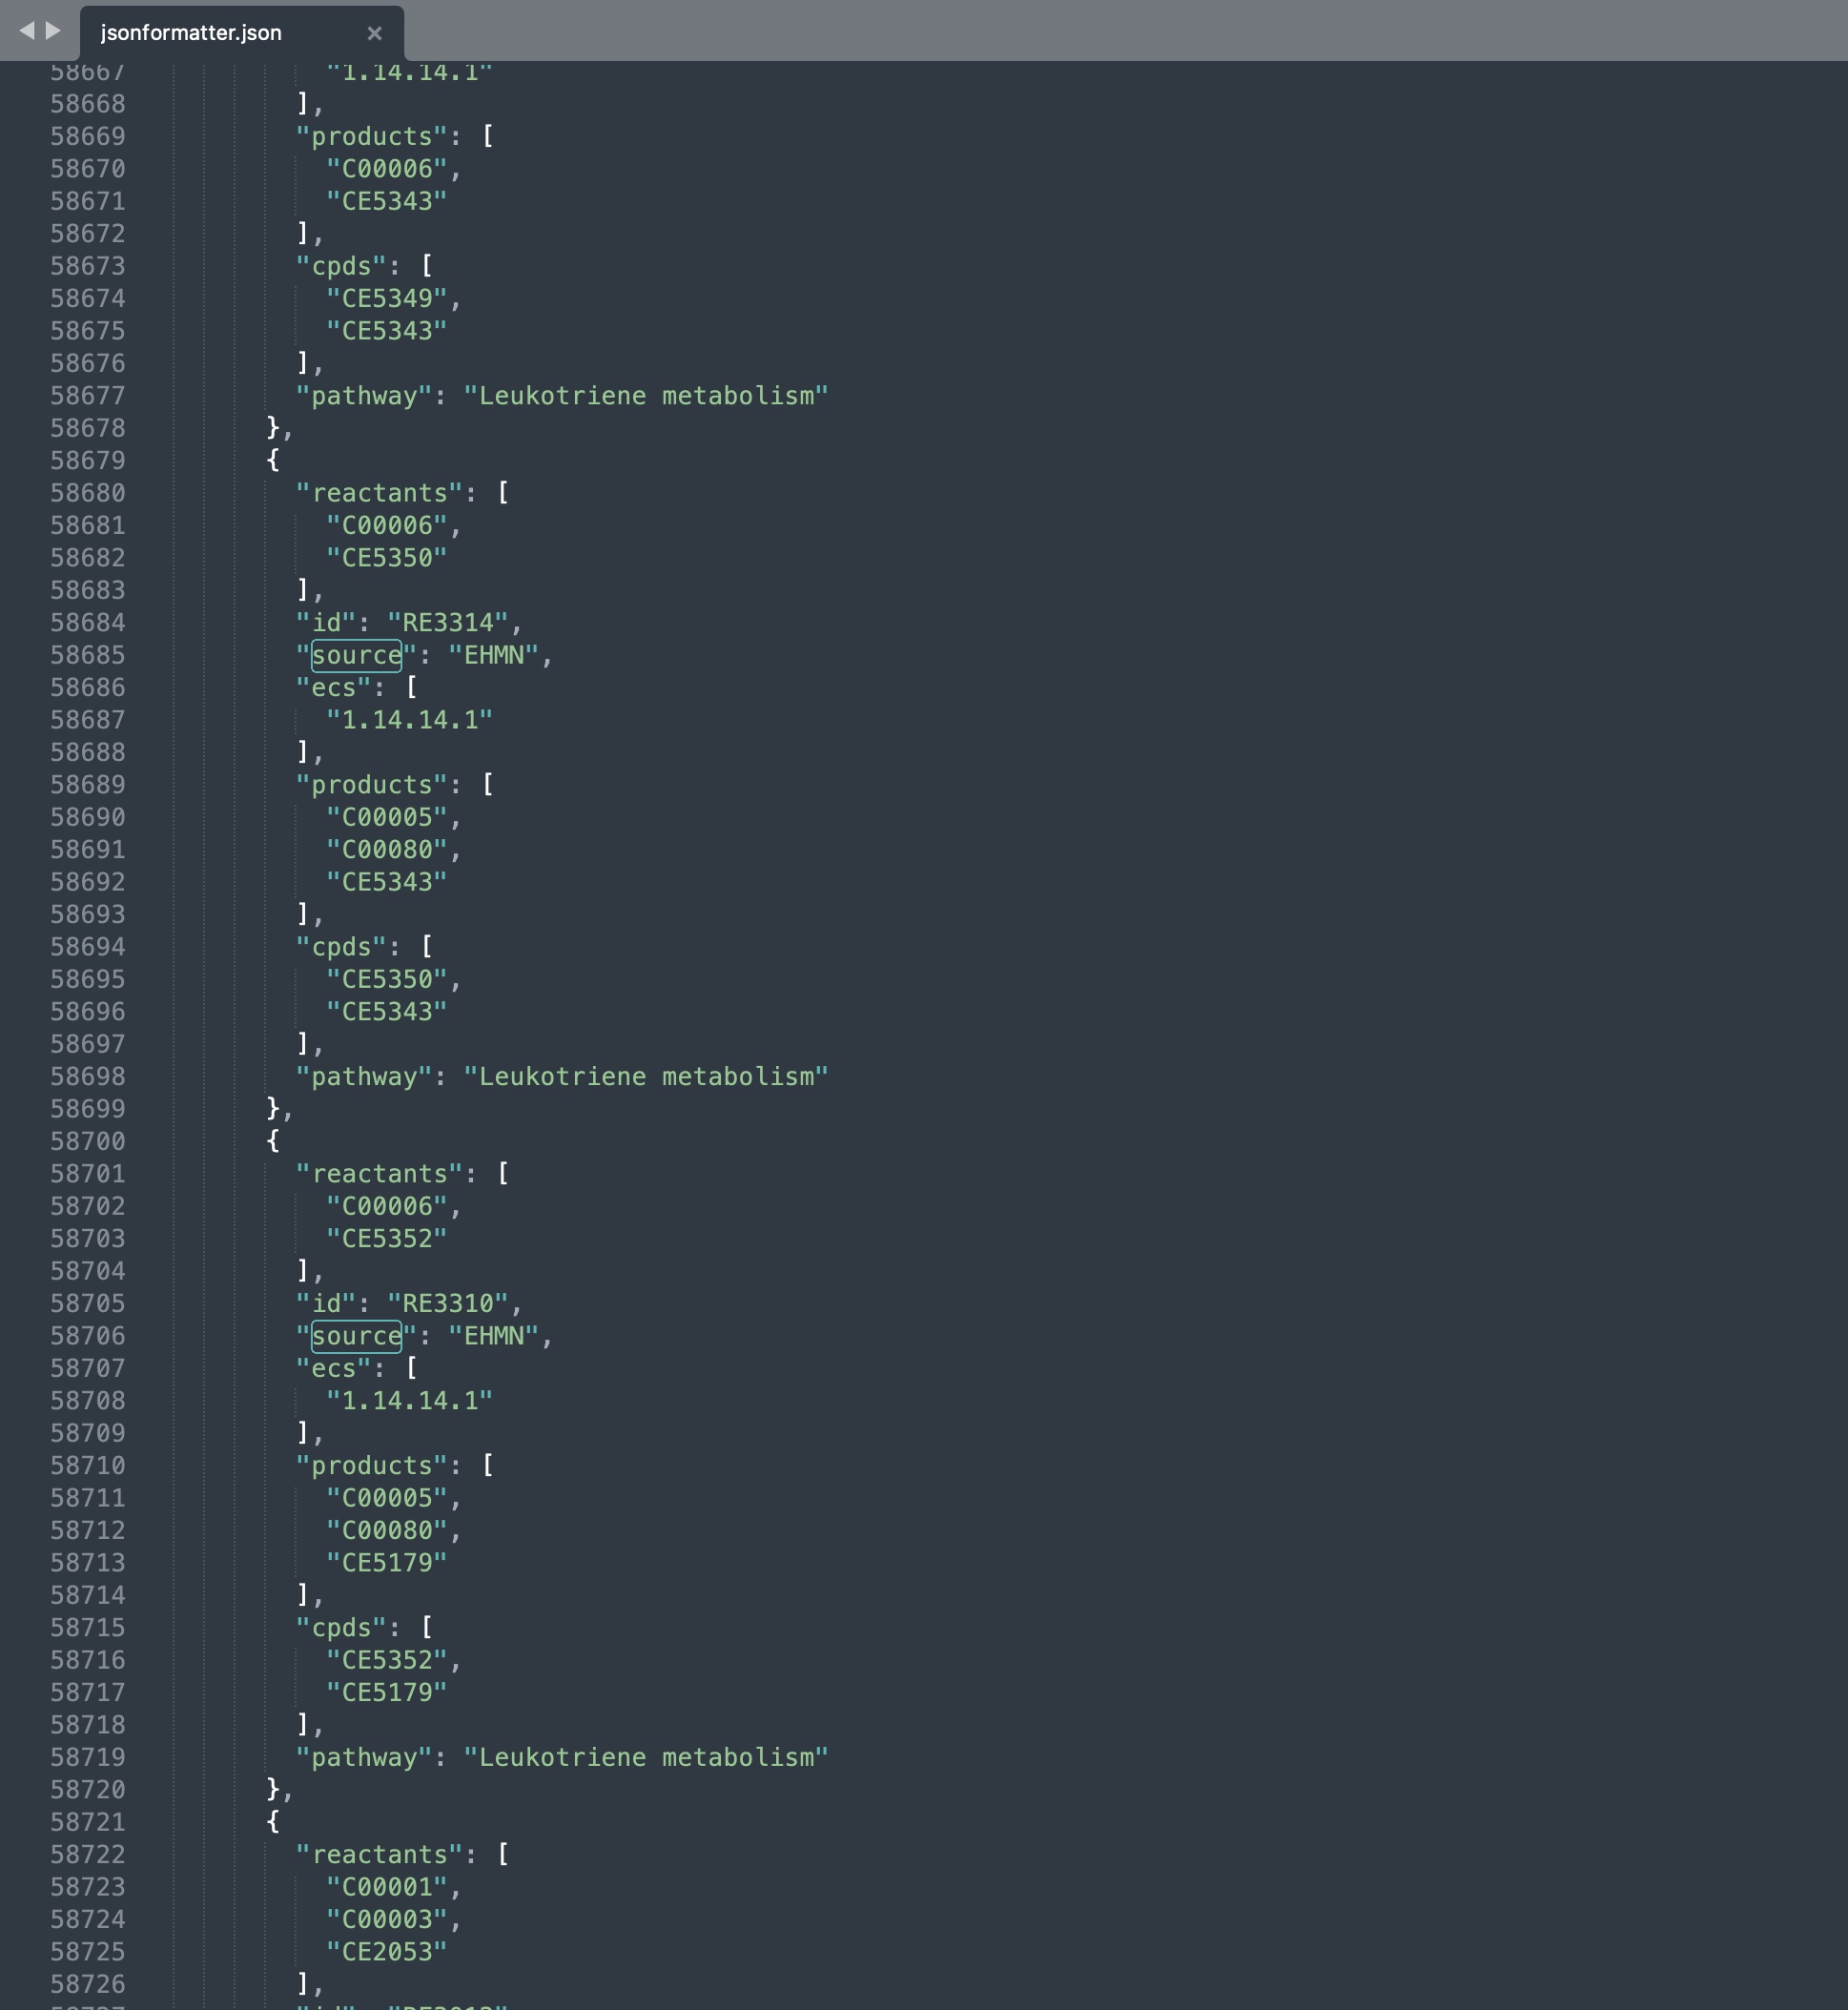 jsonformatter.json ×
58667 "1.14.14.1"
58668 ],
58669 "products": [
58670 "C00006",
58671 "CE5343"
58672 ],
58673 "cpds": [
58674 "CE5349",
58675 "CE5343"
58676 ],
58677 "pathway": "Leukotriene metabolism"
58678 },
58679 {
58680 "reactants": [
58681 "C00006",
58682 "CE5350"
58683 ],
58684 "id": "RE3314",
58685 "source": "EHMN",
58686 "ecs": [
58687 "1.14.14.1"
58688 ],
58689 "products": [
58690 "C00005",
58691 "C00080",
58692 "CE5343"
58693 ],
58694 "cpds": [
58695 "CE5350",
58696 "CE5343"
58697 ],
58698 "pathway": "Leukotriene metabolism"
58699 },
58700 {
58701 "reactants": [
58702 "C00006",
58703 "CE5352"
58704 ],
58705 "id": "RE3310",
58706 "source": "EHMN",
58707 "ecs": [
58708 "1.14.14.1"
58709 ],
58710 "products": [
58711 "C00005",
58712 "C00080",
58713 "CE5179"
58714 ],
58715 "cpds": [
58716 "CE5352",
58717 "CE5179"
58718 ],
58719 "pathway": "Leukotriene metabolism"
58720 },
58721 {
58722 "reactants": [
58723 "C00001",
58724 "C00003",
58725 "CE2053"
58726 ],